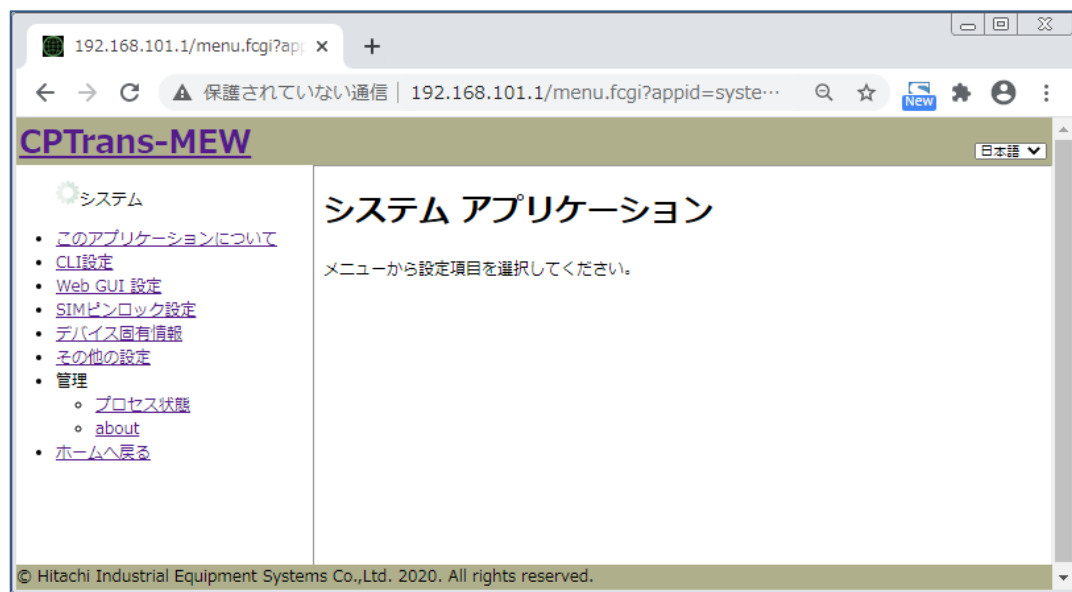 192.168.101.1/menu.fcgi?ap
保護されていない通信 | 192.168.101.1/menu.fcgi?appid=syste…
New
CPTrans-MEW
日本語
システム
このアプリケーションについて
CLI設定
Web GUI 設定
SIMピンロック設定
デバイス固有情報
その他の設定
管理
プロセス状態
about
ホームへ戻る
システム アプリケーション
メニューから設定項目を選択してください。
© Hitachi Industrial Equipment Systems Co.,Ltd. 2020. All rights reserved.